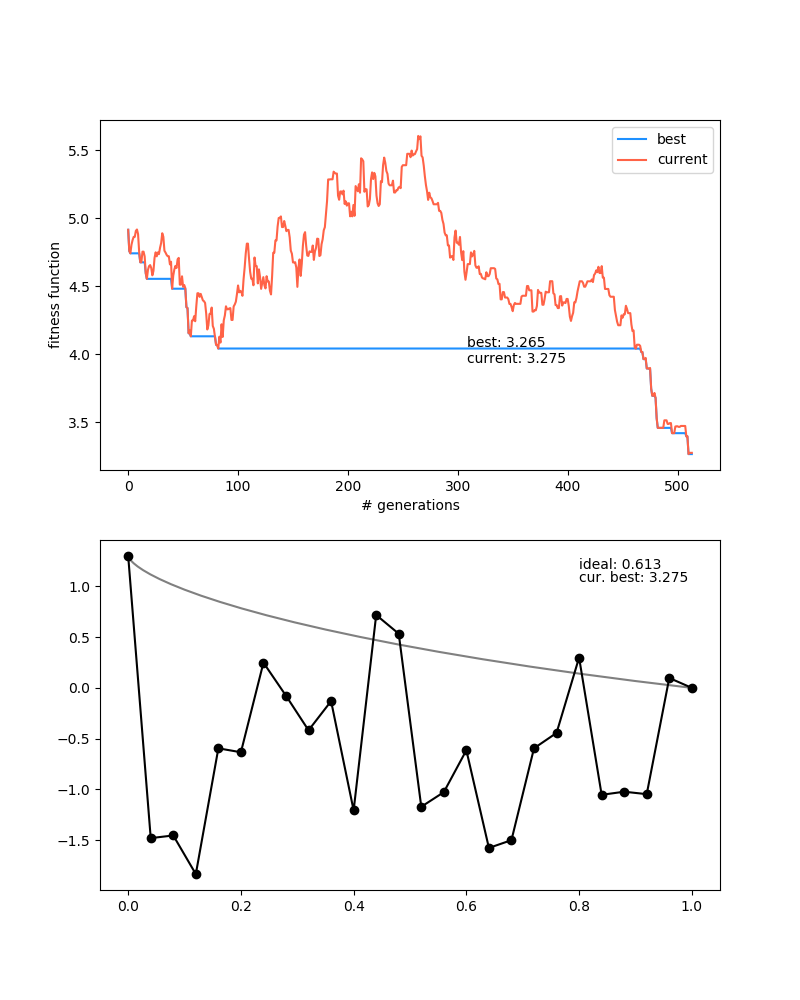 best
current
5.5
5.0
4.5
4.0
3.5
fitness function
best: 3.265
current: 3.275
0 100 200 300 400 500
# generations
ideal: 0.613
cur. best: 3.275
1.0
0.5
0.0
−0.5
−1.0
−1.5
0.0 0.2 0.4 0.6 0.8 1.0